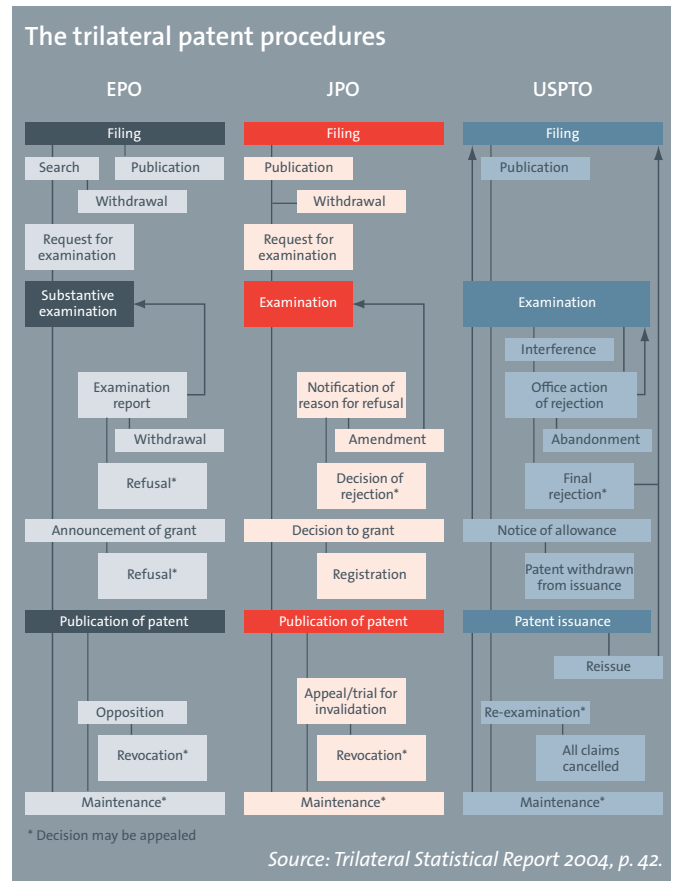 The trilateral patent procedures
EPO
JPO
USPTO
Filing
Search
Publication
Withdrawal
Request for
examination
Substantive
examination
Examination
report
Withdrawal
Refusal*
Announcement of grant
Refusal*
Publication of patent
Opposition
Revocation*
Maintenance*
Filing
Publication
Withdrawal
Request for
examination
Examination
Notification of
reason for refusal
Amendment
Decision of
rejection*
Decision to grant
Registration
Publication of patent
Appeal/trial for
invalidation
Revocation*
Maintenance*
Filing
Publication
Examination
Interference
Office action
of rejection
Abandonment
Final
rejection*
Notice of allowance
Patent withdrawn
from issuance
Patent issuance
Reissue
Re-examination*
All claims
cancelled
Maintenance*
* Decision may be appealed
Source: Trilateral Statistical Report 2004, p. 42.